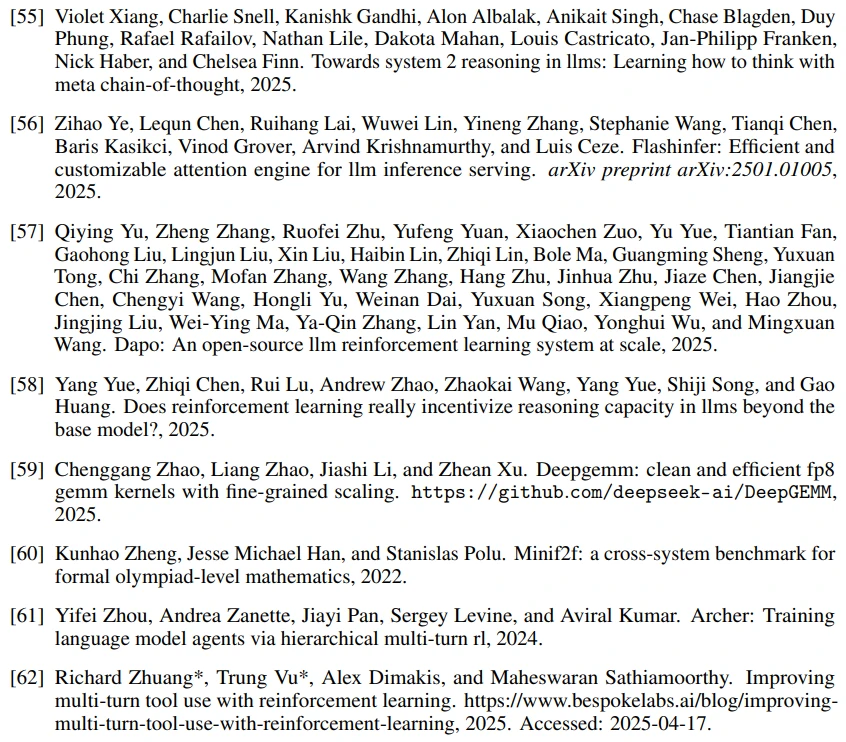 [55] Violet Xiang, Charlie Snell, Kanishk Gandhi, Alon Albalak, Anikait Singh, Chase Blagden, Duy
Phung, Rafael Rafailov, Nathan Lile, Dakota Mahan, Louis Castricato, Jan-Philipp Franken,
Nick Haber, and Chelsea Finn. Towards system 2 reasoning in llms: Learning how to think with
meta chain-of-thought, 2025.
[56] Zihao Ye, Lequn Chen, Ruihang Lai, Wuwei Lin, Yineng Zhang, Stephanie Wang, Tianqi Chen,
Baris Kasikci, Vinod Grover, Arvind Krishnamurthy, and Luis Ceze. Flashinfer: Efficient and
customizable attention engine for llm inference serving. arXiv preprint arXiv:2501.01005,
2025.
[57] Qiying Yu, Zheng Zhang, Ruofei Zhu, Yufeng Yuan, Xiaochen Zuo, Yu Yue, Tiantian Fan,
Gaohong Liu, Lingjun Liu, Xin Liu, Haibin Lin, Zhiqi Lin, Bole Ma, Guangming Sheng, Yuxuan
Tong, Chi Zhang, Mofan Zhang, Wang Zhang, Hang Zhu, Jinhua Zhu, Jiaze Chen, Jiangjie
Chen, Chengyi Wang, Hongli Yu, Weinan Dai, Yuxuan Song, Xiangpeng Wei, Hao Zhou,
Jingjing Liu, Wei-Ying Ma, Ya-Qin Zhang, Lin Yan, Mu Qiao, Yonghui Wu, and Mingxuan
Wang. Dapo: An open-source llm reinforcement learning system at scale, 2025.
[58] Yang Yue, Zhiqi Chen, Rui Lu, Andrew Zhao, Zhaokai Wang, Yang Yue, Shiji Song, and Gao
Huang. Does reinforcement learning really incentivize reasoning capacity in llms beyond the
base model?, 2025.
[59] Chenggang Zhao, Liang Zhao, Jiashi Li, and Zhean Xu. Deepgemm: clean and efficient fp8
gemm kernels with fine-grained scaling. https://github.com/deepseek-ai/DeepGEMM,
2025.
[60] Kunhao Zheng, Jesse Michael Han, and Stanislas Polu. Minif2f: a cross-system benchmark for
formal olympiad-level mathematics, 2022.
[61] Yifei Zhou, Andrea Zanette, Jiayi Pan, Sergey Levine, and Aviral Kumar. Archer: Training
language model agents via hierarchical multi-turn rl, 2024.
[62] Richard Zhuang*, Trung Vu*, Alex Dimakis, and Maheswaran Sathiamoorthy. Improving
multi-turn tool use with reinforcement learning. https://www.bespokelabs.ai/blog/improving-
multi-turn-tool-use-with-reinforcement-learning, 2025. Accessed: 2025-04-17.